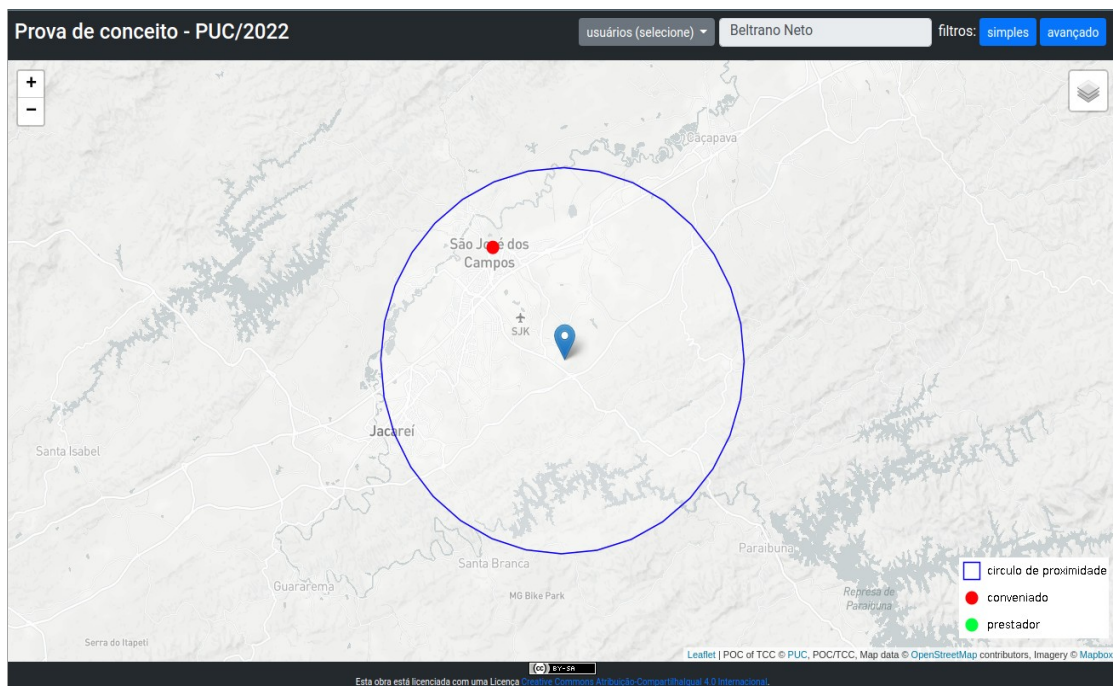 Prova de conceito - PUC/2022
usuários (selecione)
Beltrano Neto
filtros:
simples
avançado
+
−
Caçapava
São José dos
Campos
SJK
Jacareí
Santa Isabel
Santa Branca
Paraibuna
Guararema
MG Bike Park
Represa de
Paraibuna
Serra do Itapeti
circulo de proximidade
conveniado
prestador
Leaflet | POC of TCC © PUC, POC/TCC, Map data © OpenStreetMap contributors, Imagery © Mapbox
(cc) BY-SA
Esta obra está licenciada com uma Licença Creative Commons Atribuição-CompartilhaIgual 4.0 Internacional.